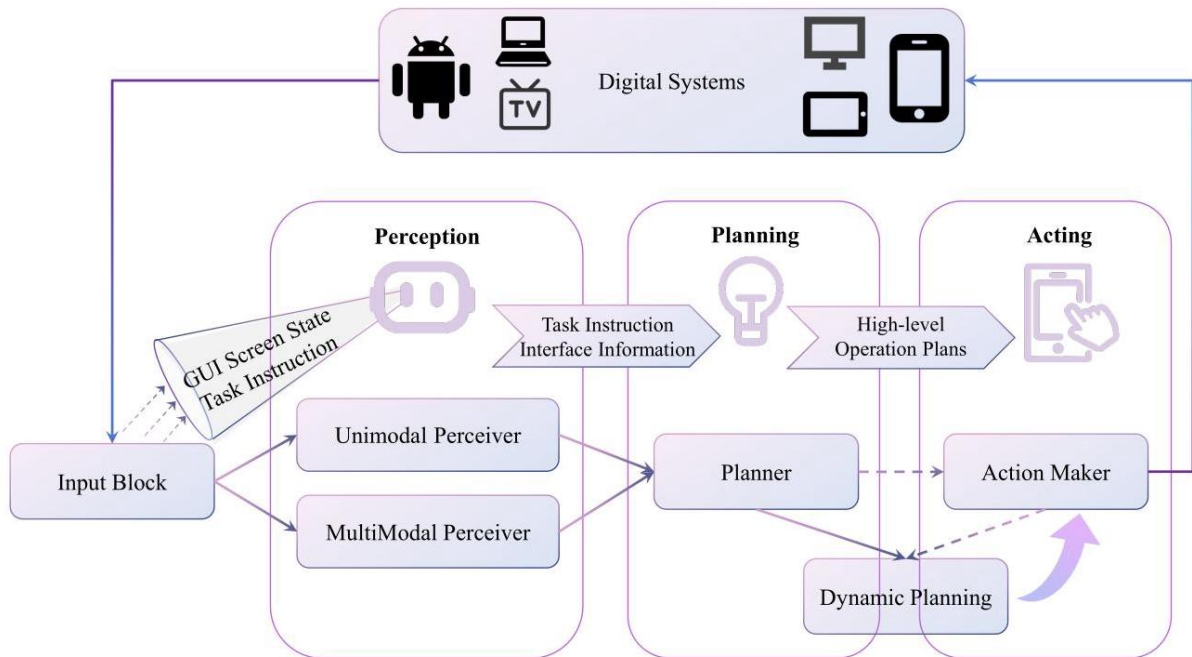 Digital Systems
TV
Perception
Planning
Acting
GUI Screen State
Task Instruction
Task Instruction
Interface Information
High-level
Operation Plans
Input Block
Unimodal Perceiver
MultiModal Perceiver
Planner
Action Maker
Dynamic Planning